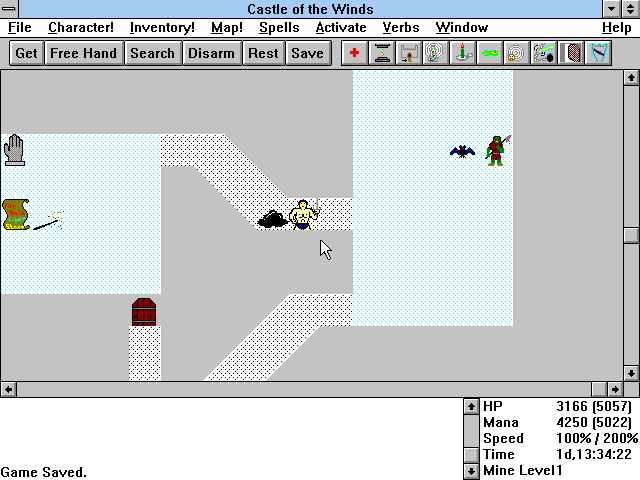 Castle of the Winds
File Character! Inventory! Map! Spells Activate Verbs Window Help
Get Free Hand Search Disarm Rest Save
HP 3166 (5057)
Mana 4250 (5022)
Speed 100% / 200%
Time 1d,13:34:22
Game Saved. Mine Level1